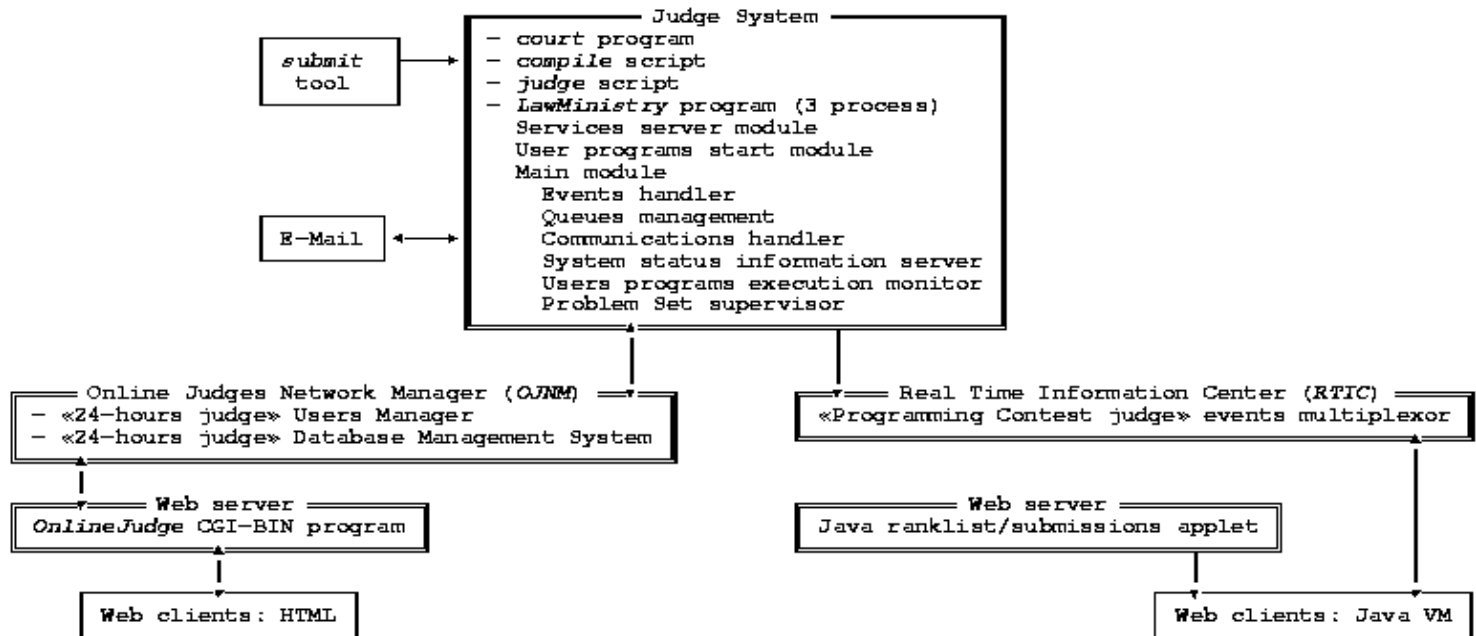 Judge System
submit
tool
– court program
– compile script
– judge script
– LawMinistry program (3 process)
Services server module
User programs start module
Main module
Events handler
Queues management
Communications handler
System status information server
Users programs execution monitor
Problem Set supervisor
E–Mail
Online Judges Network Manager (OJNM)
– «24–hours judge» Users Manager
– «24–hours judge» Database Management System
Real Time Information Center (RTIC)
«Programming Contest judge» events multiplexor
Web server
OnlineJudge CGI–BIN program
Web server
Java ranklist/submissions applet
Web clients: HTML
Web clients: Java VM